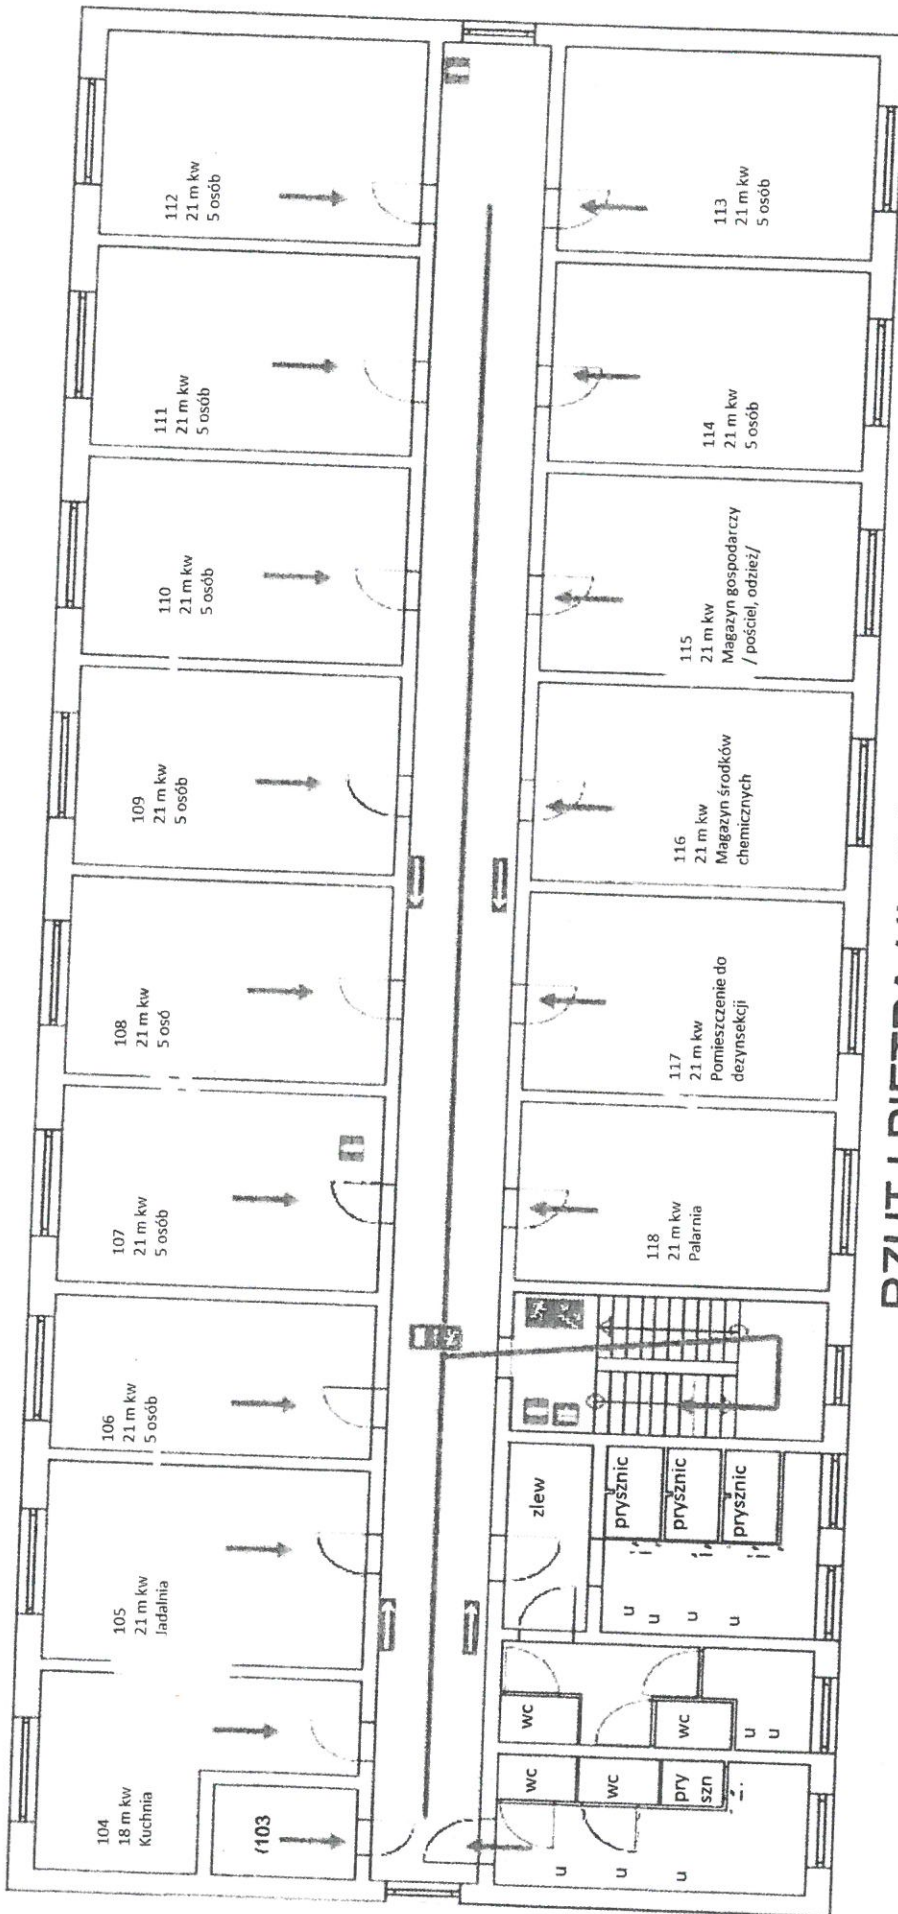 112
21 m kw
5 osób
111
21 m kw
5 osób
110
21 m kw
5 osób
109
21 m kw
5 osób
108
21 m kw
5 osó
107
21 m kw
5 osób
106
21 m kw
5 osób
105
21 m kw
Jadalnia
104
18 m kw
Kuchnia
(103
113
21 m kw
5 osób
114
21 m kw
5 osób
115
21 m kw
Magazyn gospodarczy
/ pościel, odzież/
116
21 m kw
Magazyn środków
chemicznych
117
21 m kw
Pomieszczenie do
dezynsekcji
118
21 m kw
Palarnia
zlew
prysznic
prysznic
prysznic
u
u
u
u
wc
wc
u
u
wc
wc
pry
szn
u
u
u
RZUT I PIĘTRA